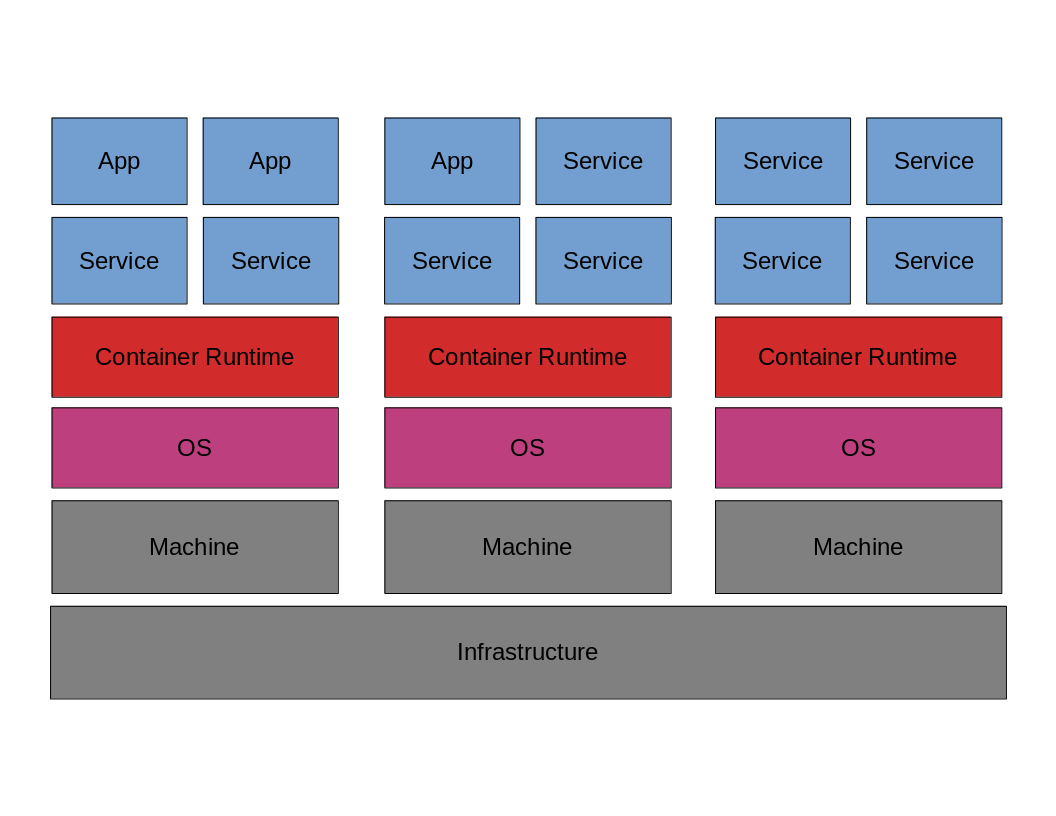 App
App
App
Service
Service
Service
Service
Service
Service
Service
Service
Service
Container Runtime
Container Runtime
Container Runtime
OS
OS
OS
Machine
Machine
Machine
Infrastructure